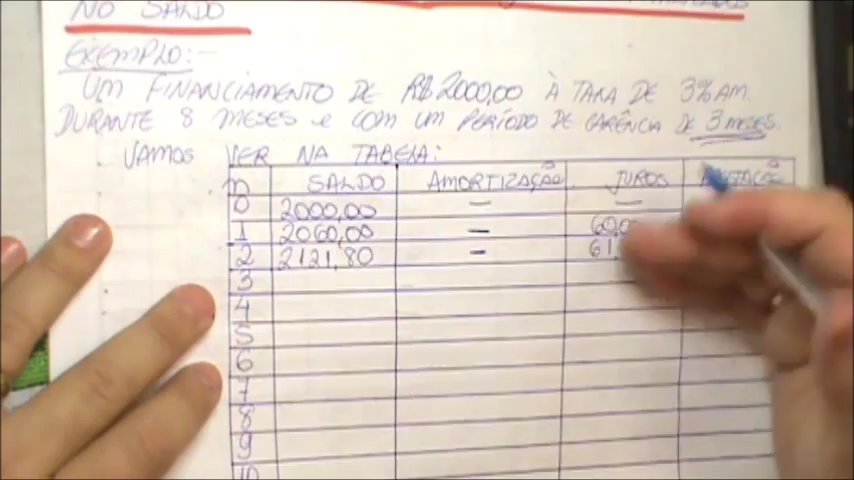 NO SALDO
EXEMPLO:-
UM FINANCIAMENTO DE R$ 2000,00 À TAXA DE 3% AM.
DURANTE 8 MESES e COM UM PERÍODO DE CARÊNCIA DE 3 MESES.
VAMOS VER NA TABELA:
n SALDO AMORTIZAÇÃO JUROS
0 2000,00 — —
1 2060,00 —
2 2121,80 —
3
4
5
6
7
8
9
10